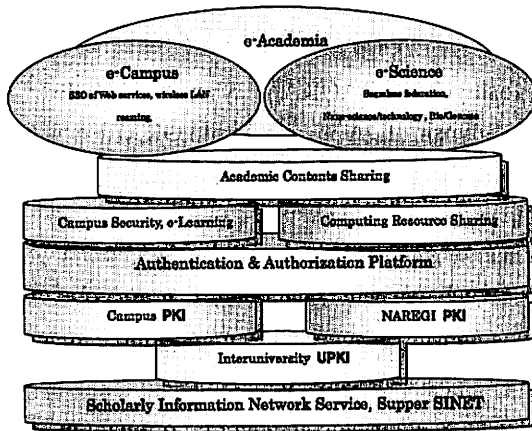 e-Academia
e-Campus
SSO of Web services, wireless LAN
roaming,
e-Science
Seamless federation,
Nano-science/technology, Bio/Genome
Academic Contents Sharing
Campus Security, e-Learning
Computing Resource Sharing
Authentication & Authorization Platform
Campus PKI
NAREGI PKI
Interuniversity UPKI
Scholarly Information Network Service, Supper SINET